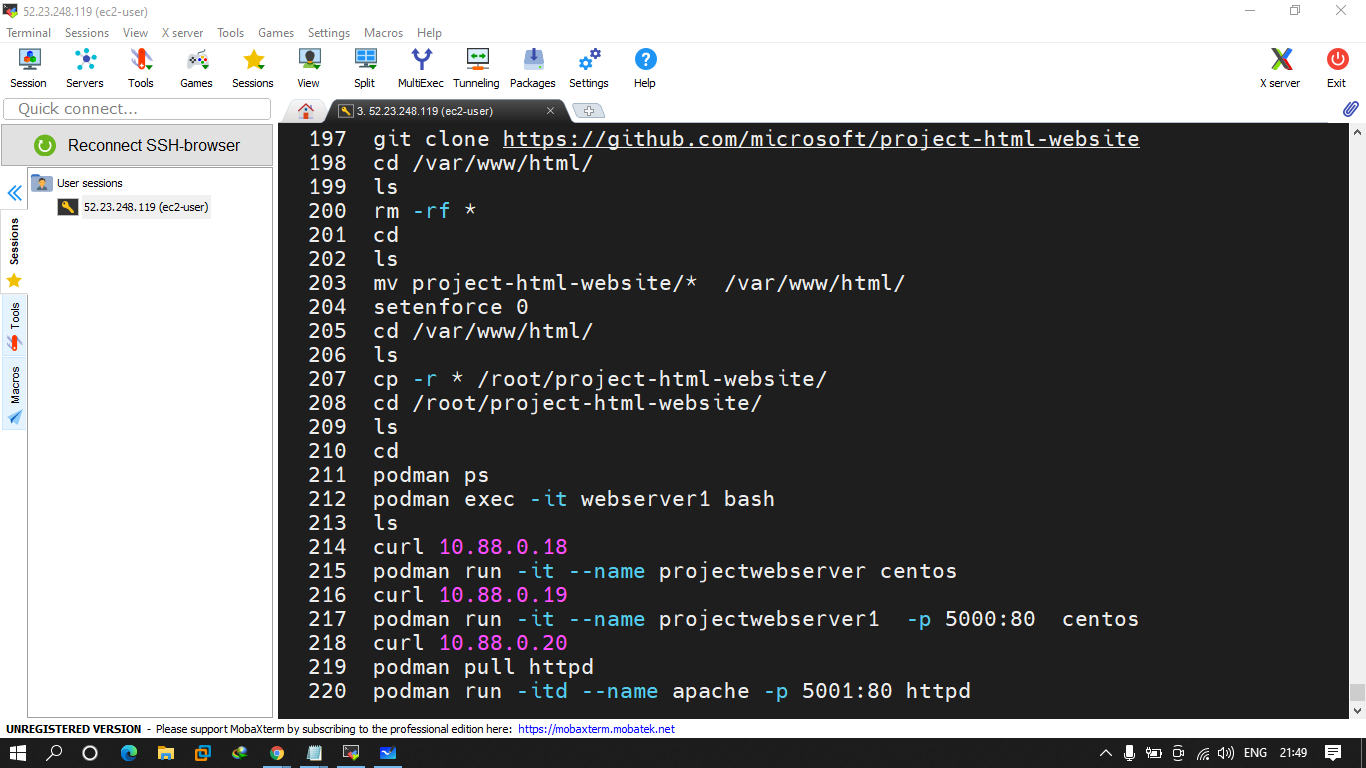 52.23.248.119 (ec2-user)
Terminal Sessions View X server Tools Games Settings Macros Help
Session Servers Tools Games Sessions View Split MultiExec Tunneling Packages Settings Help X server Exit
Quick connect...
3. 52.23.248.119 (ec2-user)
Reconnect SSH-browser
User sessions
52.23.248.119 (ec2-user)
Sessions
Tools
Macros
197 git clone https://github.com/microsoft/project-html-website
198 cd /var/www/html/
199 ls
200 rm -rf *
201 cd
202 ls
203 mv project-html-website/* /var/www/html/
204 setenforce 0
205 cd /var/www/html/
206 ls
207 cp -r * /root/project-html-website/
208 cd /root/project-html-website/
209 ls
210 cd
211 podman ps
212 podman exec -it webserver1 bash
213 ls
214 curl 10.88.0.18
215 podman run -it --name projectwebserver centos
216 curl 10.88.0.19
217 podman run -it --name projectwebserver1 -p 5000:80 centos
218 curl 10.88.0.20
219 podman pull httpd
220 podman run -itd --name apache -p 5001:80 httpd
UNREGISTERED VERSION - Please support MobaXterm by subscribing to the professional edition here: https://mobaxterm.mobatek.net
ENG 21:49